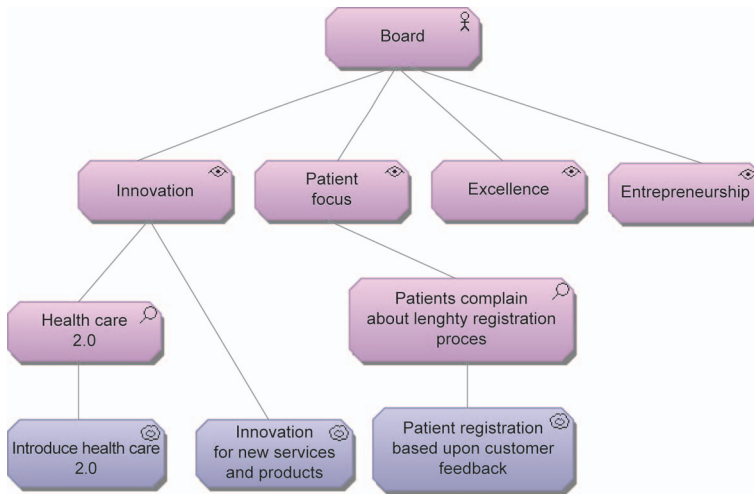 Board
Innovation
Patient
focus
Excellence
Entrepreneurship
Health care
2.0
Patients complain
about lenghty registration
proces
Introduce health care
2.0
Innovation
for new services
and products
Patient registration
based upon customer
feedback